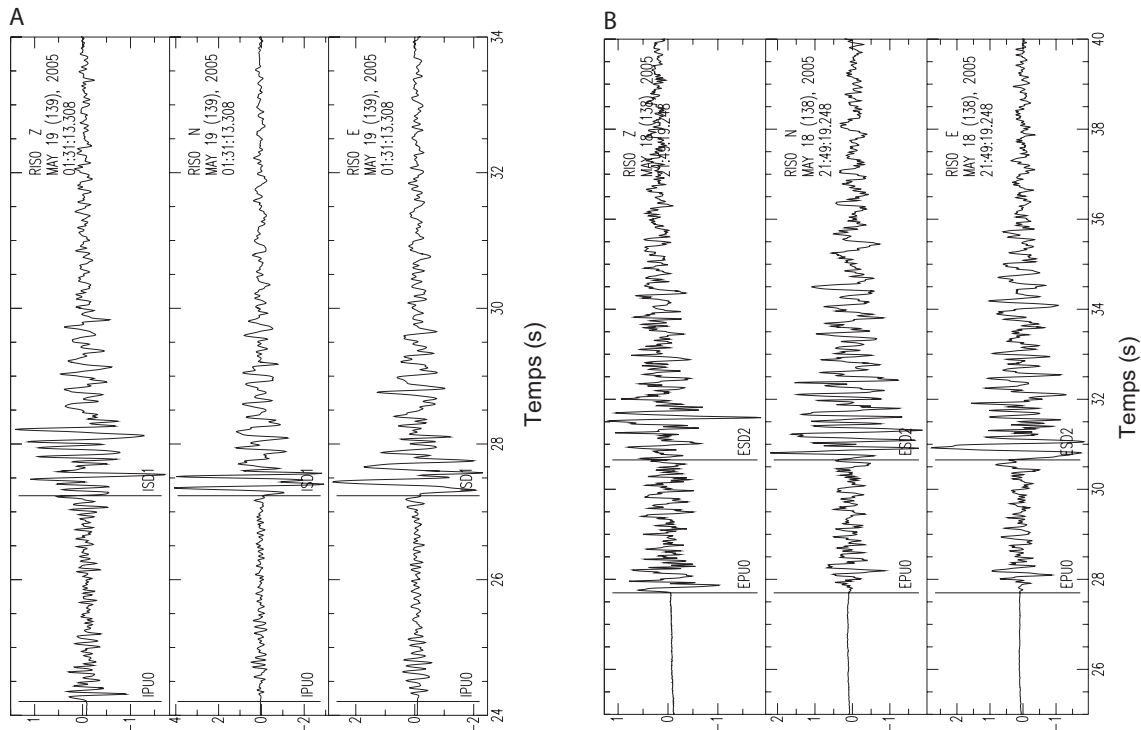 A
RISO Z
MAY 19 (139), 2005
01:31:13.308
IPU0
ISD1
1
0
-1
RISO N
MAY 19 (139), 2005
01:31:13.308
IPU0
ISD1
4
2
0
-2
RISO E
MAY 19 (139), 2005
01:31:13.308
IPU0
ISD1
2
0
-2
24 26 28 30 32 34
Temps (s)
B
RISO Z
MAY 18 (138), 2005
21:49:19.248
EPU0
ESD2
1
0
-1
RISO N
MAY 18 (138), 2005
21:49:19.248
EPU0
ESD2
2
1
0
-1
RISO E
MAY 18 (138), 2005
21:49:19.248
EPU0
ESD2
2
1
0
-1
26 28 30 32 34 36 38 40
Temps (s)